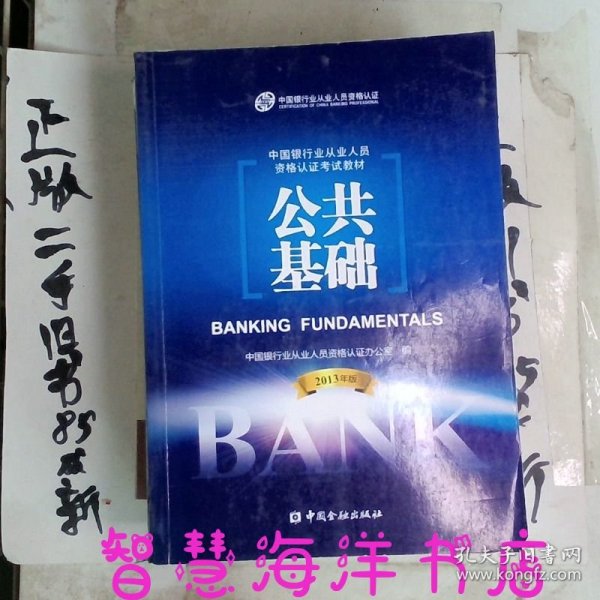 中国银行业从业人员资格认证
CERTIFICATION OF CHINA BANKING PROFESSIONAL
中国银行业从业人员
资格认证考试教材
公共
基础
BANKING FUNDAMENTALS
中国银行业从业人员资格认证办公室 编
2013年版
BANK
中国金融出版社
正版二手旧书85成新
智慧海洋书店
孔夫子旧书网
www.kongfz.com